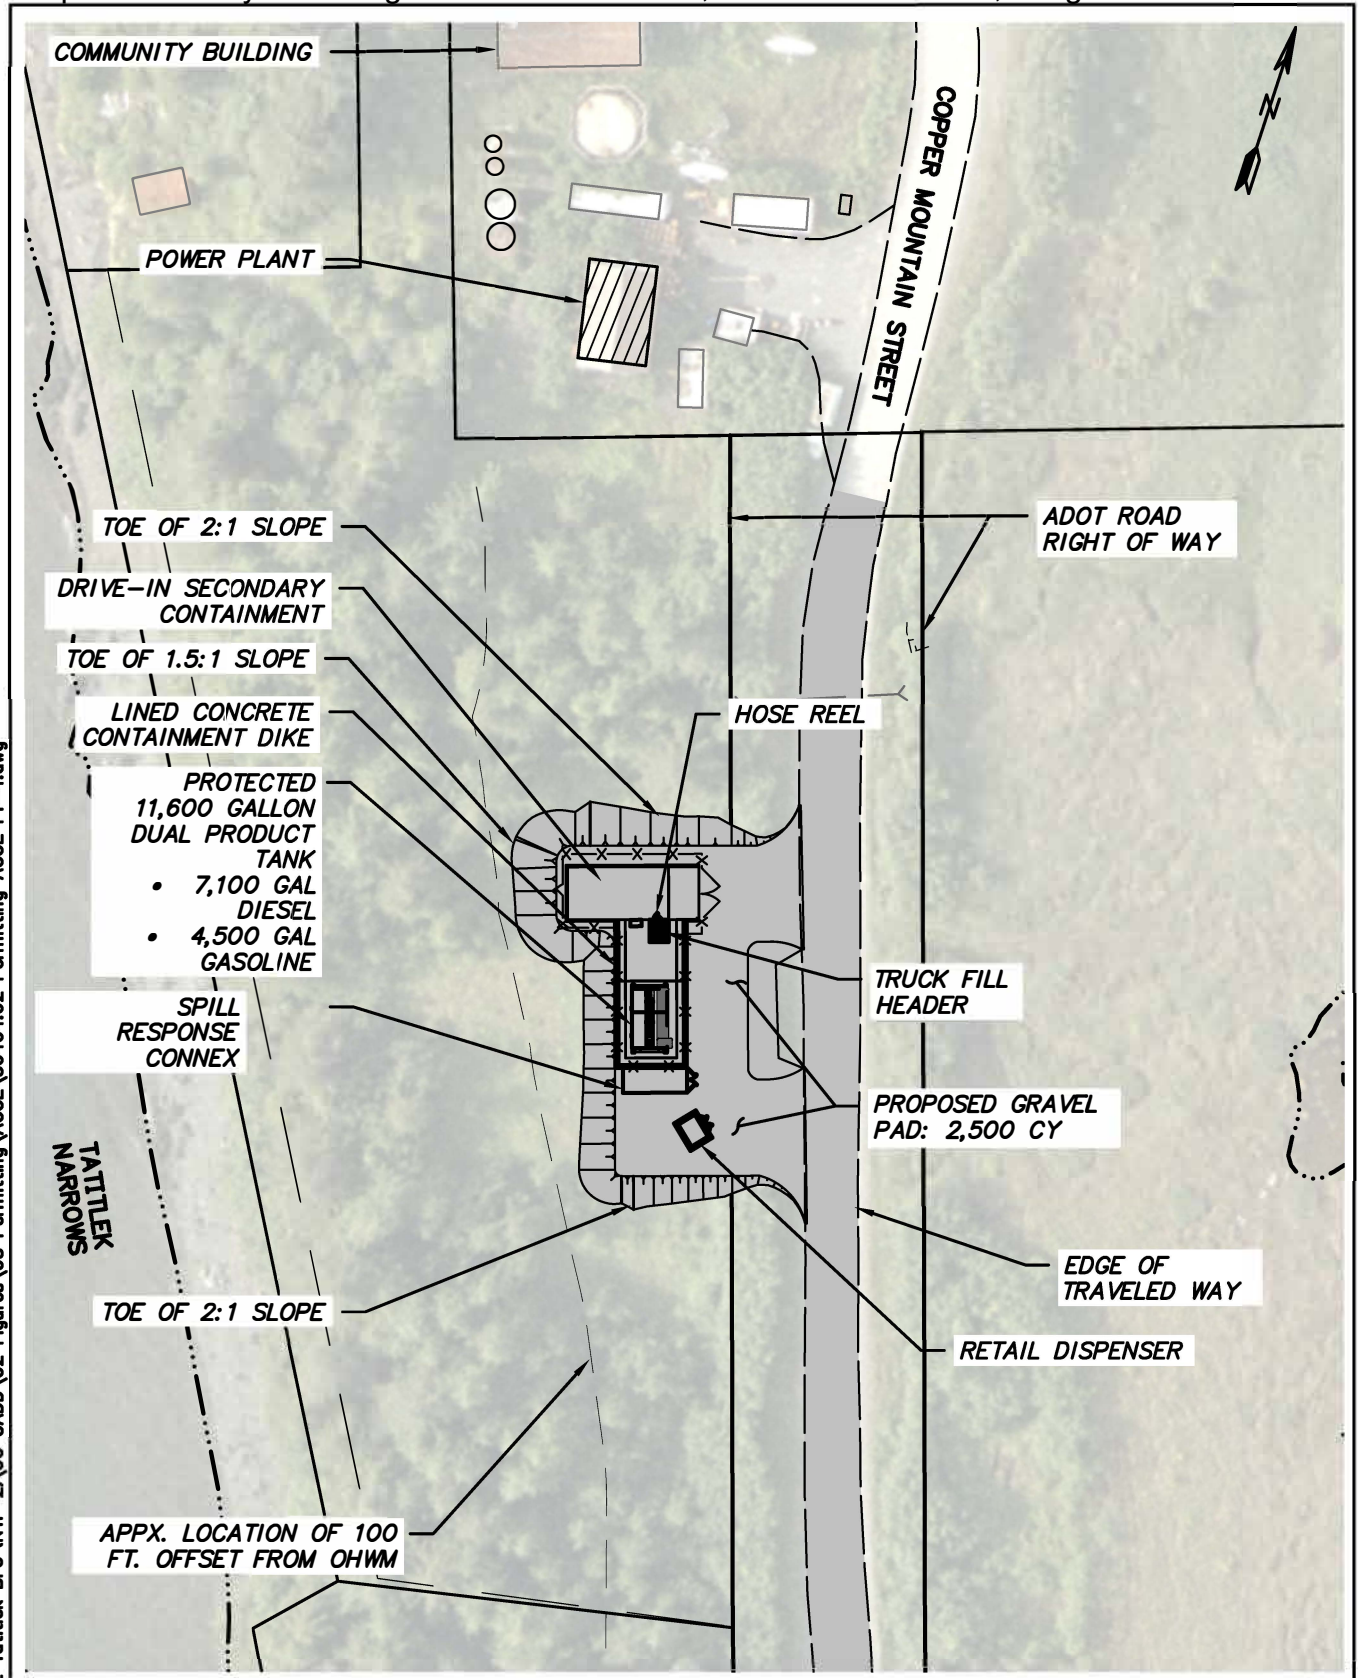 COMMUNITY BUILDING
COPPER MOUNTAIN STREET
N
POWER PLANT
TOE OF 2:1 SLOPE
ADOT ROAD
RIGHT OF WAY
DRIVE-IN SECONDARY
CONTAINMENT
TOE OF 1.5:1 SLOPE
LINED CONCRETE
CONTAINMENT DIKE
HOSE REEL
PROTECTED
11,600 GALLON
DUAL PRODUCT
TANK
• 7,100 GAL
DIESEL
• 4,500 GAL
GASOLINE
TRUCK FILL
HEADER
SPILL
RESPONSE
CONNEX
PROPOSED GRAVEL
PAD: 2,500 CY
TATITLEK
NARROWS
EDGE OF
TRAVELED WAY
TOE OF 2:1 SLOPE
RETAIL DISPENSER
APPX. LOCATION OF 100
FT. OFFSET FROM OHWM